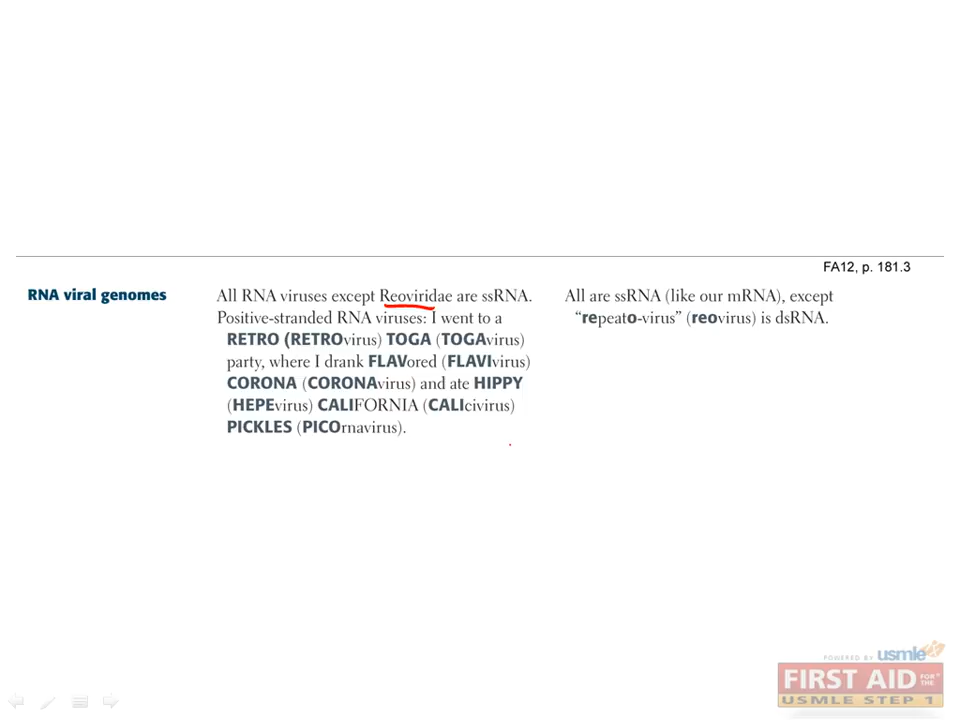 FA12, p. 181.3
RNA viral genomes
All RNA viruses except Reoviridae are ssRNA.
Positive-stranded RNA viruses: I went to a
RETRO (RETROvirus) TOGA (TOGAvirus)
party, where I drank FLAVored (FLAVIvirus)
CORONA (CORONAvirus) and ate HIPPY
(HEPEvirus) CALIFORNIA (CALIcivirus)
PICKLES (PICOrnavirus).
All are ssRNA (like our mRNA), except
“repeato-virus” (reovirus) is dsRNA.
POWERED BY usmle
FIRST AID FOR THE
USMLE STEP 1